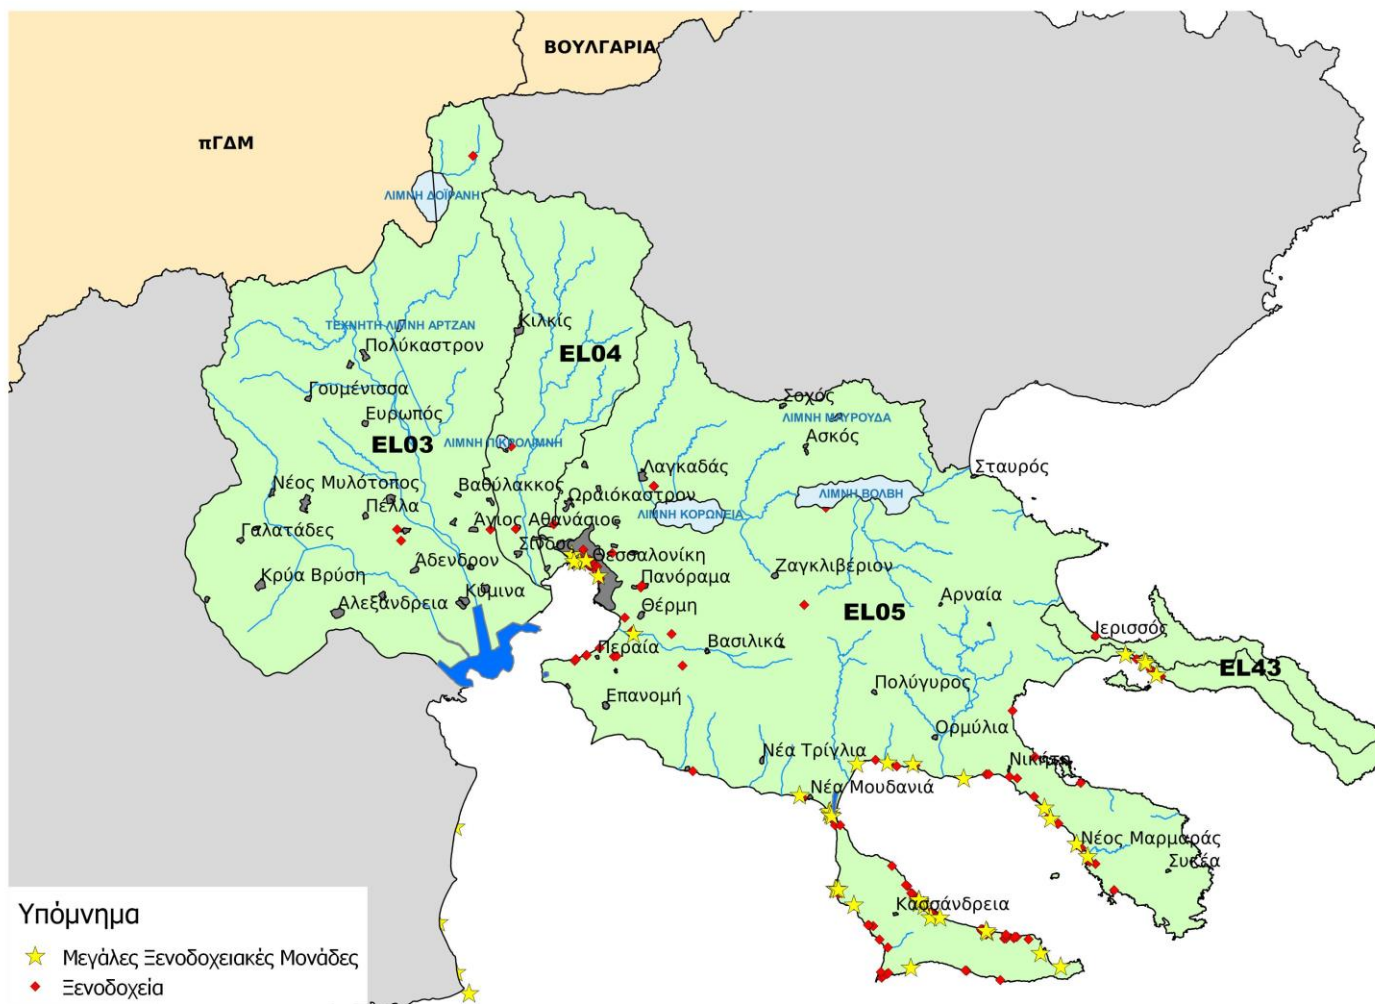 ΒΟΥΛΓΑΡΙΑ
πΓΔΜ
ΛΙΜΝΗ ΔΟΪΡΑΝΗ
ΤΕΧΝΗΤΗ ΛΙΜΝΗ ΑΡΤΖΑΝ
Κιλκίς
Πολύκαστρον
EL04
Γουμένισσα
Σοχός
Ευρωπός
ΛΙΜΝΗ ΜΑΥΡΟΥΔΑ
EL03
ΛΙΜΝΗ ΠΙΚΡΟΛΙΜΝΗ
Ασκός
Λαγκαδάς
Σταυρός
Νέος Μυλότοπος
Βαθύλακκος
Ωραιόκαστρον
ΛΙΜΝΗ ΒΟΛΒΗ
Πέλλα
ΛΙΜΝΗ ΚΟΡΩΝΕΙΑ
Άγιος Αθανάσιος
Γαλατάδες
Σίνδος
Θεσσαλονίκη
Άδενδρον
Ζαγκλιβέριον
Κρύα Βρύση
Πανόραμα
Κύμινα
Αρναία
Αλεξάνδρεια
Θέρμη
EL05
Ιερισσός
Περαία
Βασιλικά
EL43
Πολύγυρος
Επανομή
Ορμύλια
Νέα Τρίγλια
Νικήτη
Νέα Μουδανιά
Νέος Μαρμαράς
Συκέα
Κασσάνδρεια
Υπόμνημα
Μεγάλες Ξενοδοχειακές Μονάδες
Ξενοδοχεία